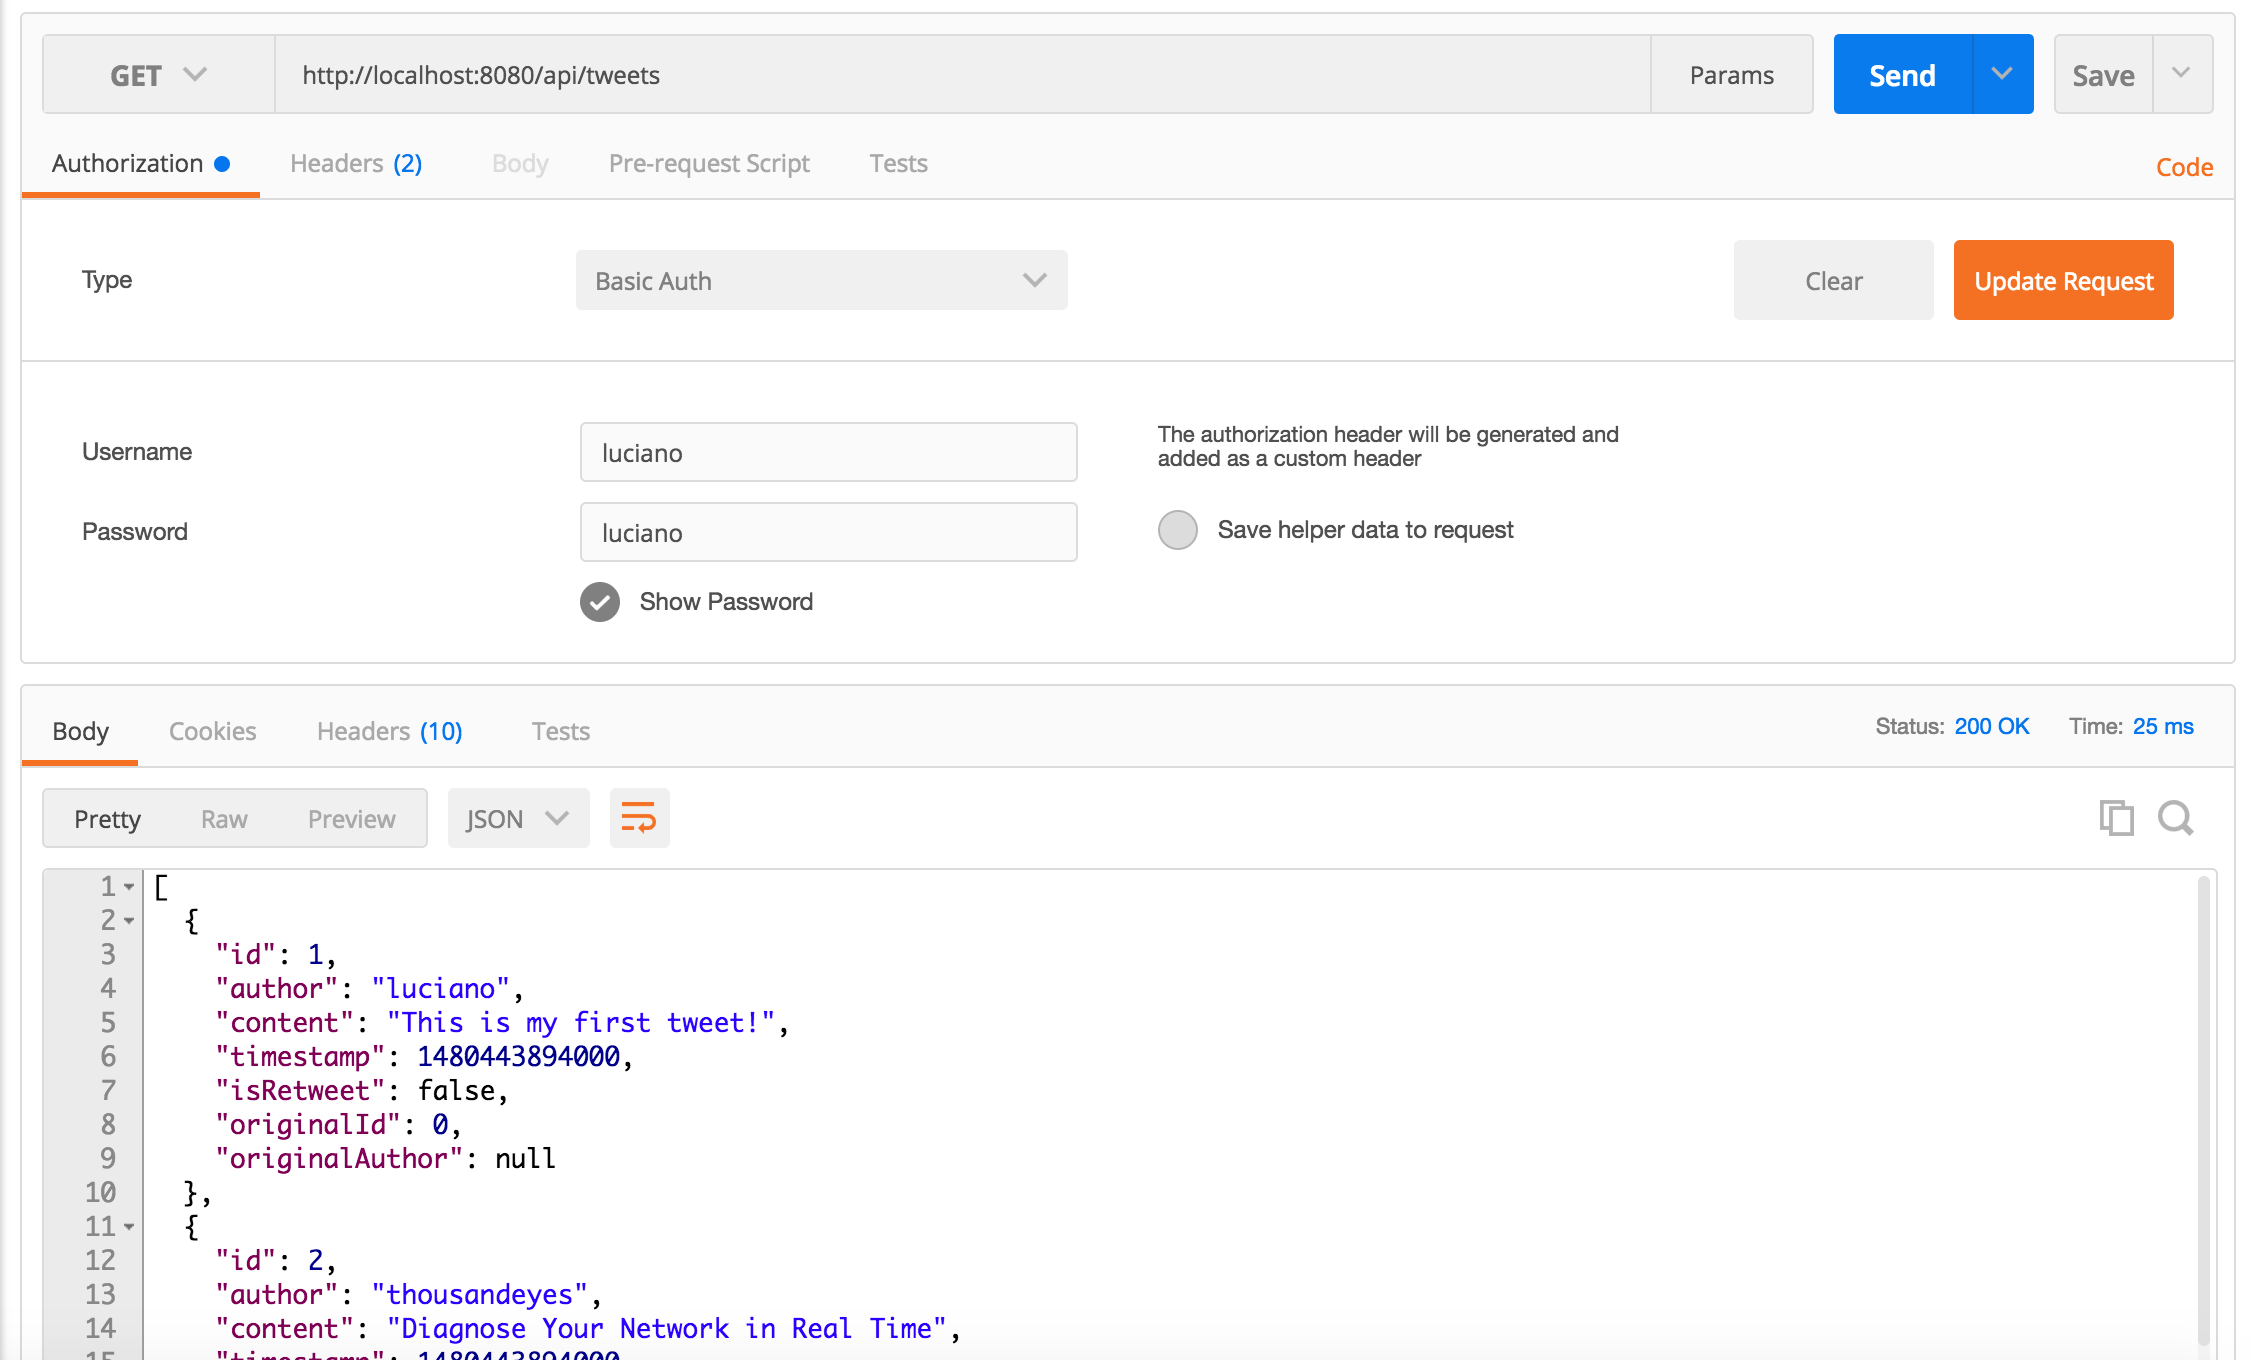 GET http://localhost:8080/api/tweets Params Send Save
Authorization Headers (2) Body Pre-request Script Tests Code
Type Basic Auth Clear Update Request
Username luciano The authorization header will be generated and
added as a custom header
Password luciano Save helper data to request
Show Password
Body Cookies Headers (10) Tests Status: 200 OK Time: 25 ms
Pretty Raw Preview JSON
1 [
2 {
3 "id": 1,
4 "author": "luciano",
5 "content": "This is my first tweet!",
6 "timestamp": 1480443894000,
7 "isRetweet": false,
8 "originalId": 0,
9 "originalAuthor": null
10 },
11 {
12 "id": 2,
13 "author": "thousandeyes",
14 "content": "Diagnose Your Network in Real Time",
15 "timestamp": 1480443894000